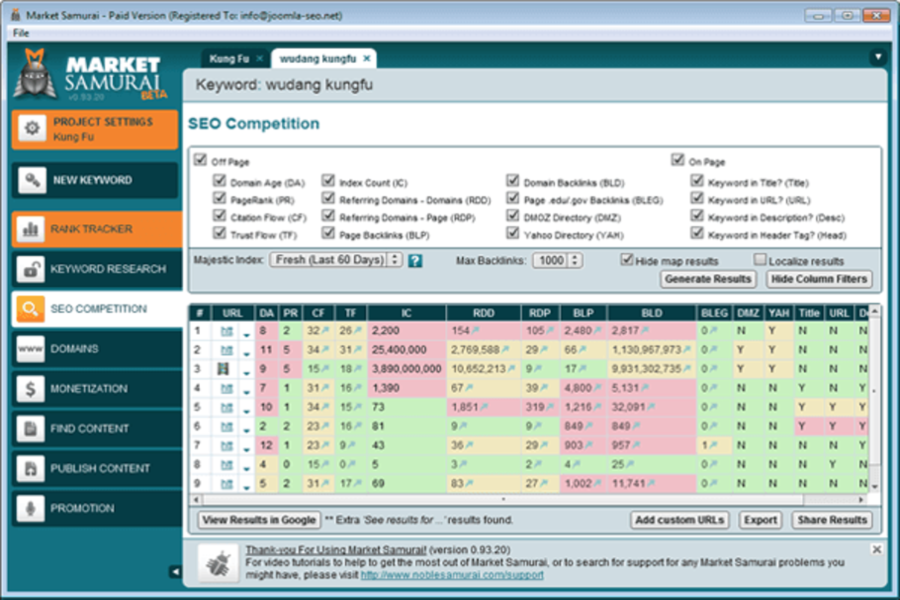 Market Samurai - Paid Version (Registered To: info@joomla-seo.net)
File
MARKET SAMURAI
v0.93.20 BETA
Kung Fu
wudang kungfu
Keyword: wudang kungfu
PROJECT SETTINGS
Kung Fu
NEW KEYWORD
RANK TRACKER
KEYWORD RESEARCH
SEO COMPETITION
www DOMAINS
$ MONETIZATION
FIND CONTENT
PUBLISH CONTENT
PROMOTION
SEO Competition
Off Page On Page
Domain Age (DA) Index Count (IC) Domain Backlinks (BLD) Keyword in Title? (Title)
PageRank (PR) Referring Domains - Domains (RDD) Page .edu/.gov Backlinks (BLEG) Keyword in URL? (URL)
Citation Flow (CF) Referring Domains - Page (RDP) DMOZ Directory (DMZ) Keyword in Description? (Desc)
Trust Flow (TF) Page Backlinks (BLP) Yahoo Directory (YAH) Keyword in Header Tag? (Head)
Majestic Index: Fresh (Last 60 Days) ? Max Backlinks: 1000 Hide map results Localize results
Generate Results Hide Column Filters
# URL DA PR CF TF IC RDD RDP BLP BLD BLEG DMZ YAH Title URL De
1 8 2 32 26 2,200 154 105 2,480 2,817 0 N Y N N N
2 11 5 34 31 25,400,000 2,769,588 29 66 1,130,967,973 0 Y Y N N N
3 9 5 15 18 3,890,000,000 10,652,213 9 17 9,931,302,735 0 Y Y N N N
4 7 1 31 16 1,390 67 39 4,800 5,131 0 N N Y N Y
5 10 1 34 15 73 1,851 319 1,216 32,091 0 N N Y Y Y
6 2 2 23 16 81 9 9 849 849 0 N N Y Y Y
7 12 1 23 9 43 36 29 903 957 1 N N N N Y
8 4 0 15 0 5 3 2 4 25 0 N N N Y N
9 5 2 31 17 69 83 27 1,002 11,741 0 N N N N Y
View Results in Google ** Extra 'See results for ...' results found. Add custom URLs Export Share Results
Thank-you For Using Market Samurai! (version 0.93.20)
For video tutorials to help to get the most out of Market Samurai, or to search for support for any Market Samurai problems you
might have, please visit http://www.noblesamurai.com/support